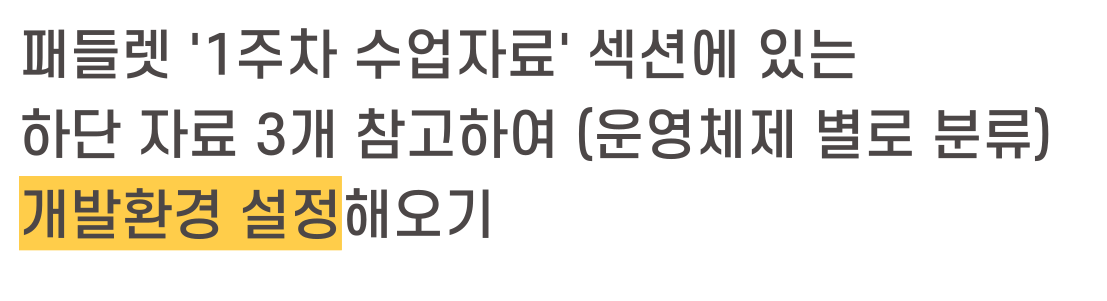 패들렛 '1주차 수업자료' 섹션에 있는
하단 자료 3개 참고하여 (운영체제 별로 분류)
개발환경 설정해오기